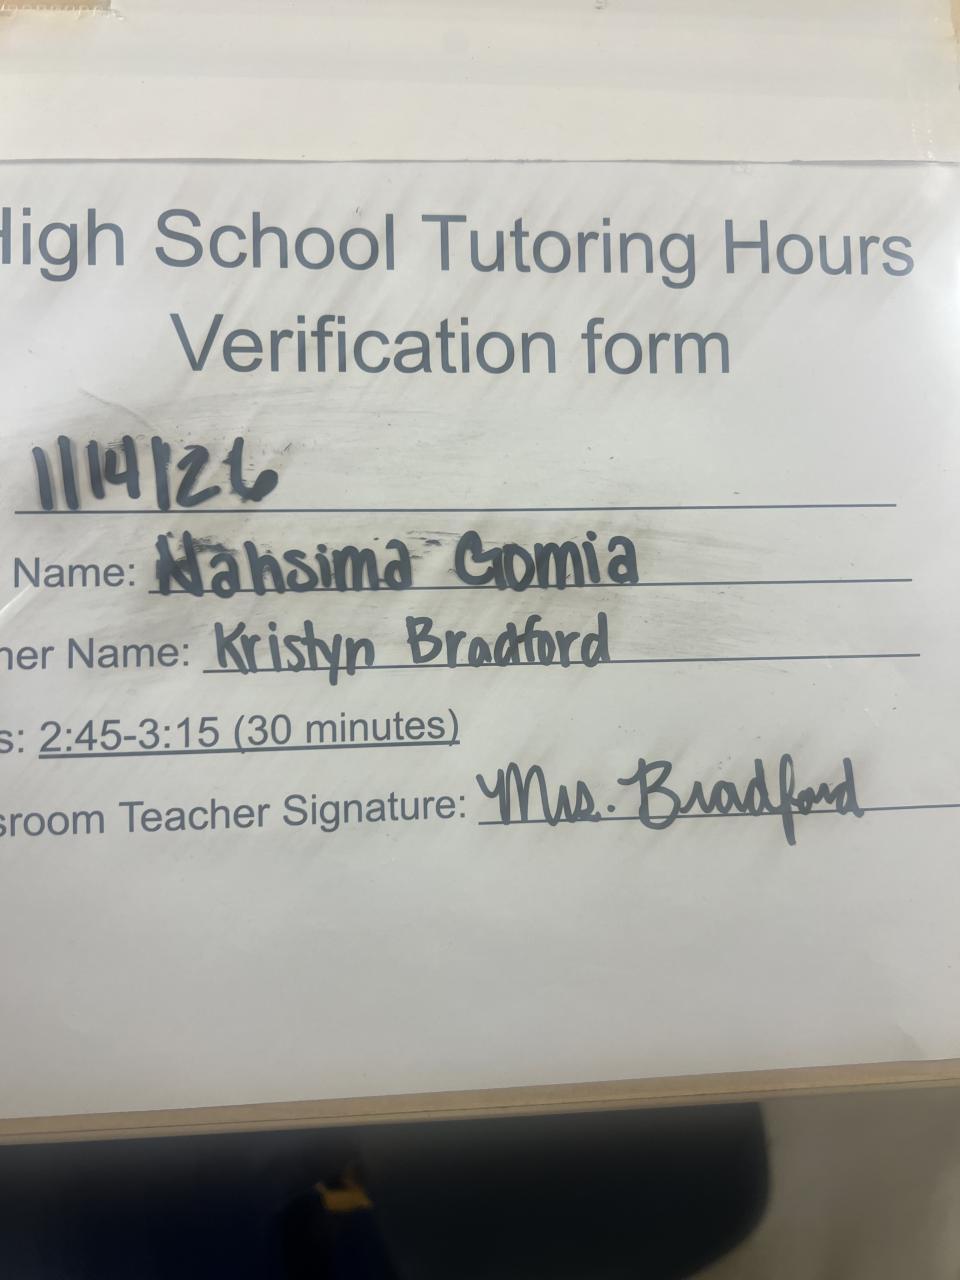 High School Tutoring Hours
Verification form
1/14/26
Name: Nahsima Gomia
her Name: Kristyn Bradford
s: 2:45-3:15 (30 minutes)
sroom Teacher Signature: Mrs. Bradford